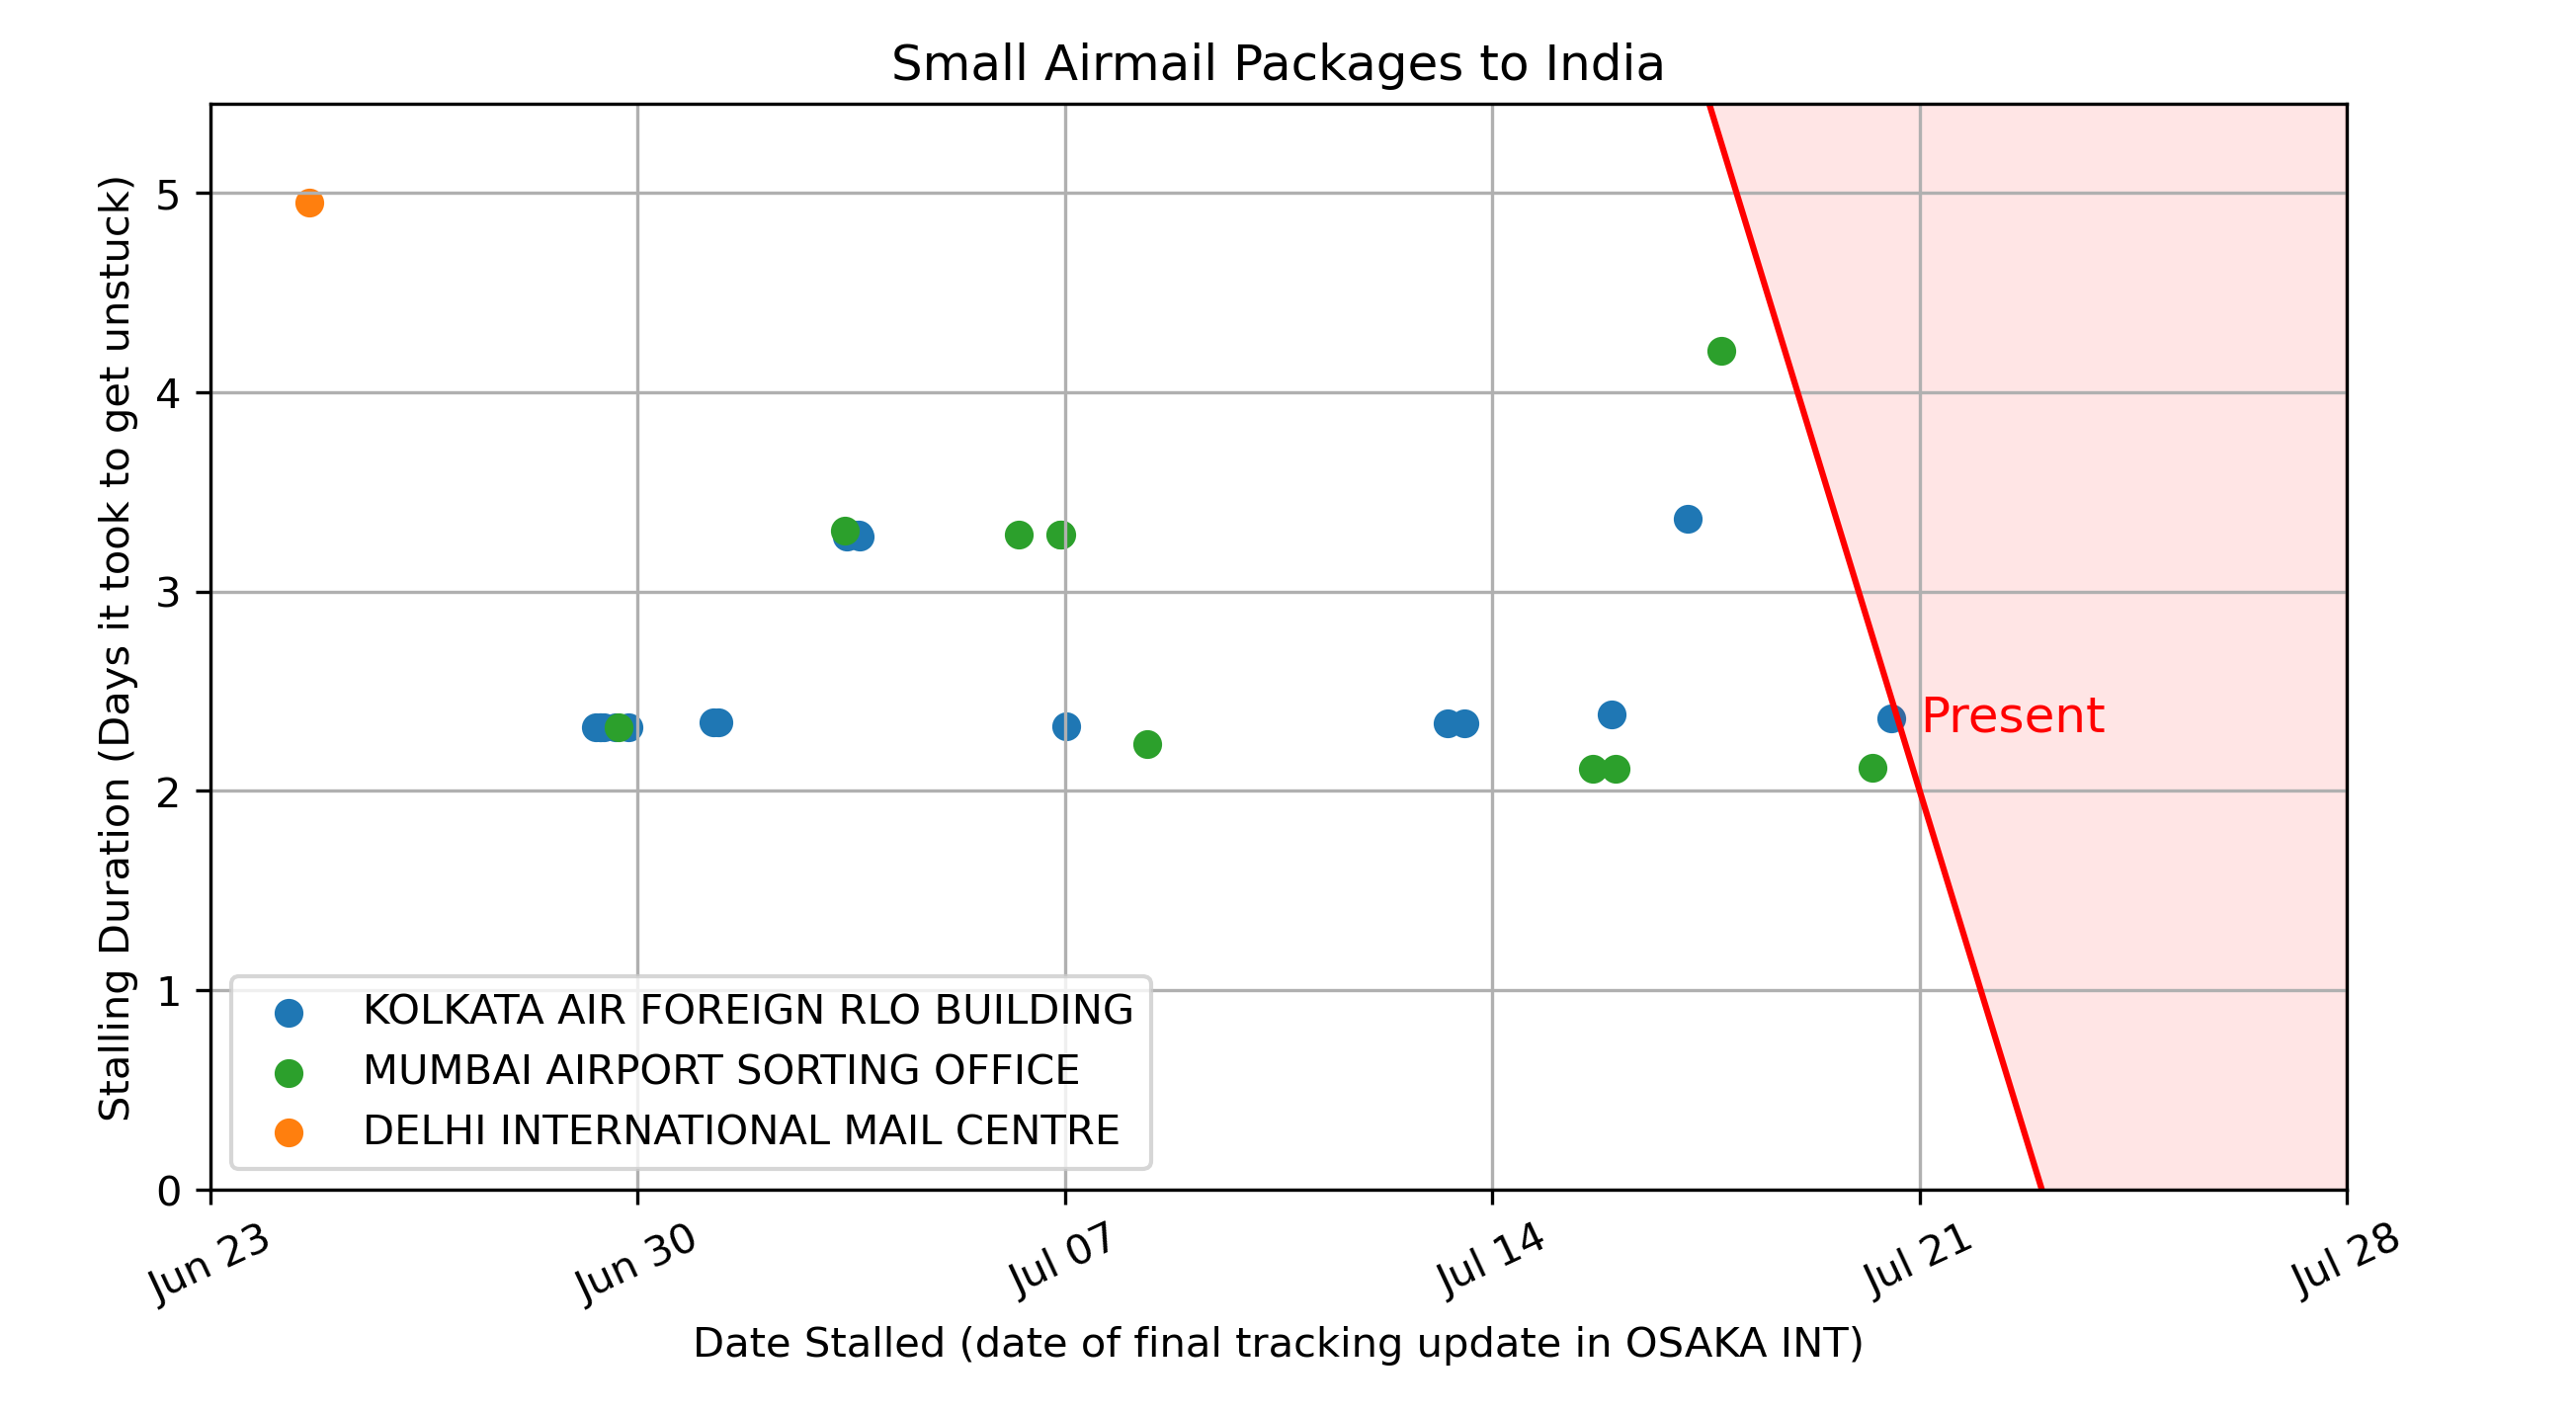 Small Airmail Packages to India
Stalling Duration (Days it took to get unstuck)
5
4
3
2
1
0
Present
KOLKATA AIR FOREIGN RLO BUILDING
MUMBAI AIRPORT SORTING OFFICE
DELHI INTERNATIONAL MAIL CENTRE
Jun 23
Jun 30
Jul 07
Jul 14
Jul 21
Jul 28
Date Stalled (date of final tracking update in OSAKA INT)